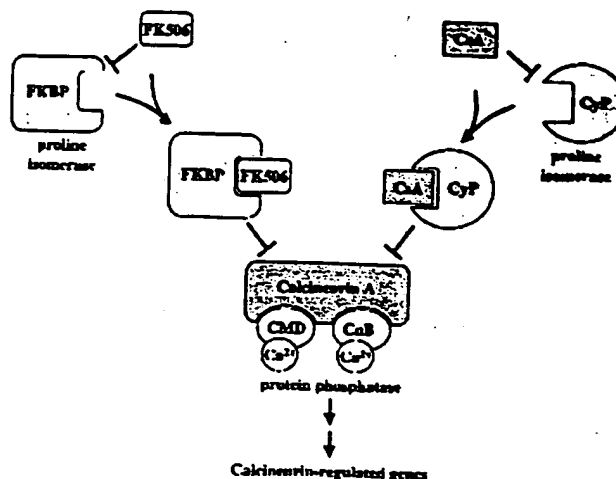 FK506
CsA
FKBP
CyP
proline
isomerase
proline
isomerase
FKBP
FK506
CsA
CyP
Calcineurin A
CMD
CnB
Ca2+
Ca2+
protein phosphatase
Calcineurin-regulated genes